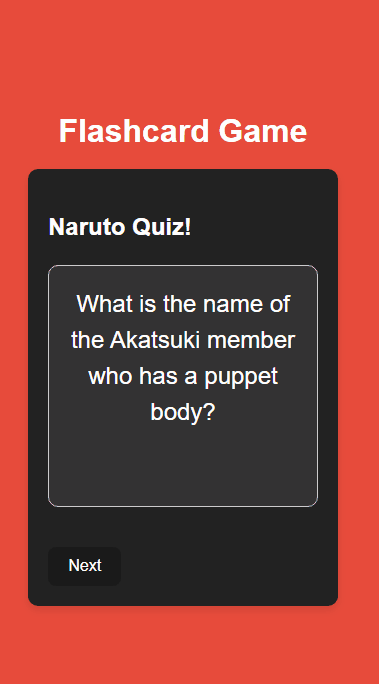 Flashcard Game
Naruto Quiz!
What is the name of
the Akatsuki member
who has a puppet
body?
Next